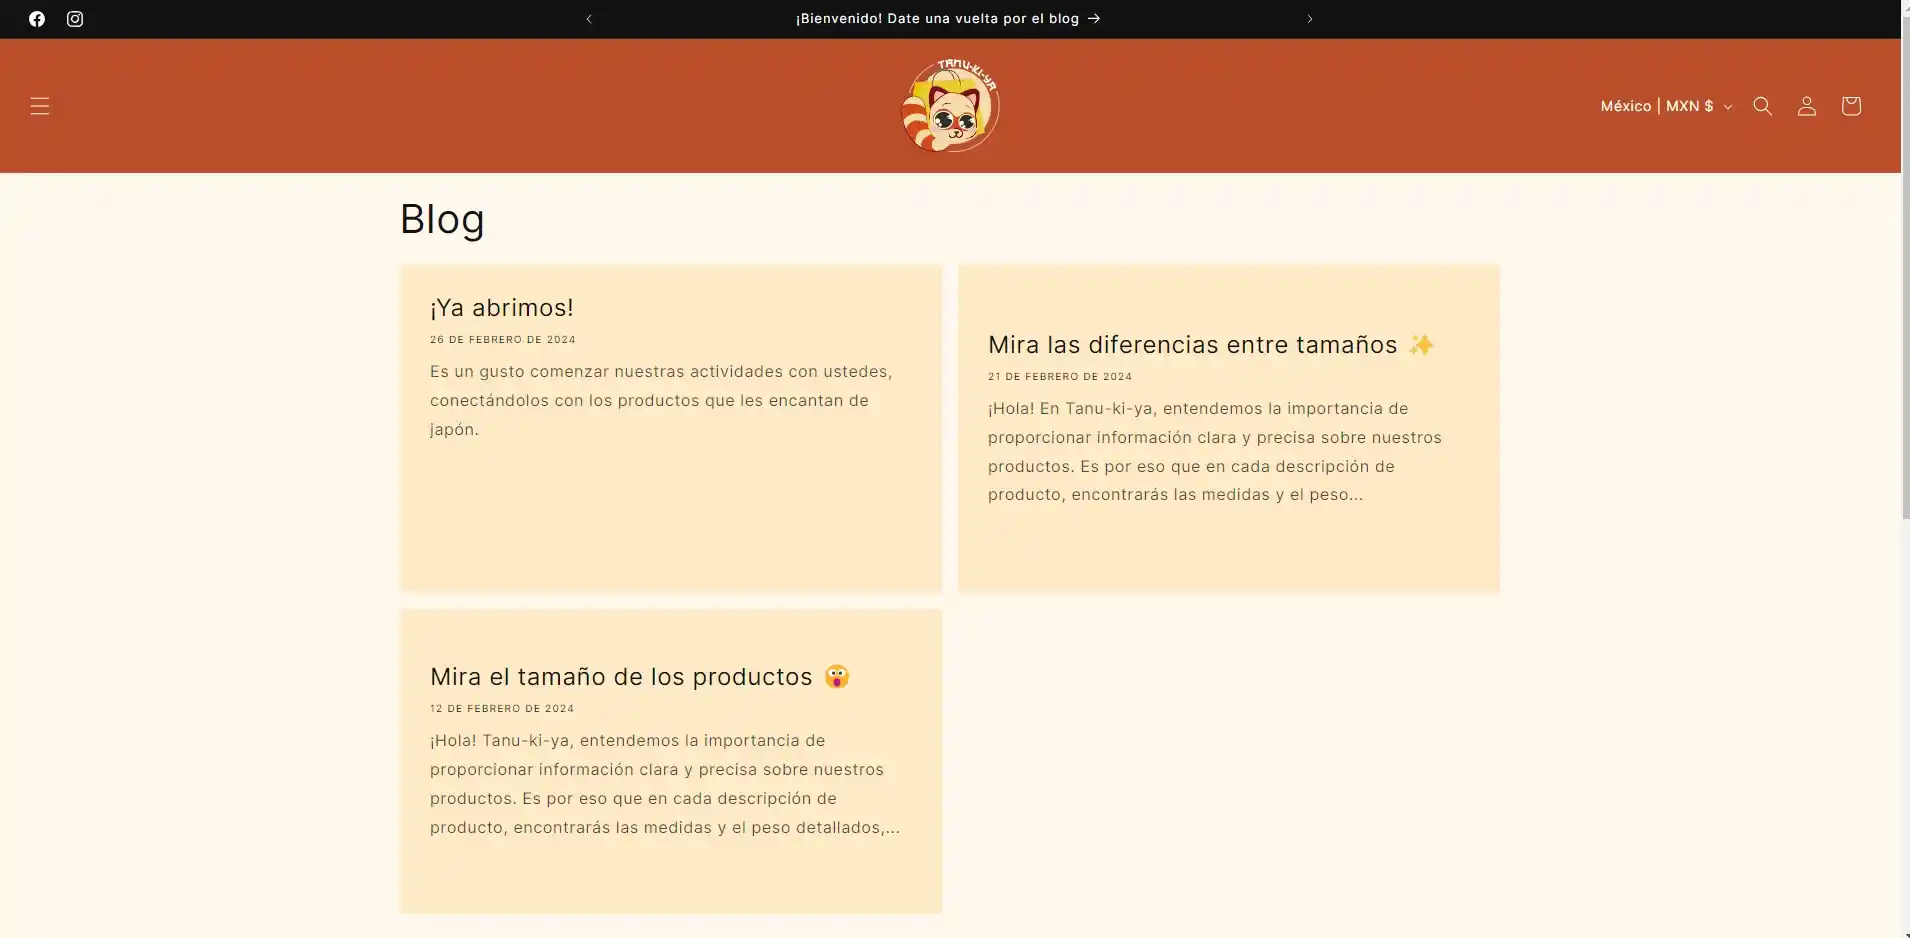 ¡Bienvenido! Date una vuelta por el blog →
TANU-KI-YA
México | MXN $
Blog
¡Ya abrimos!
26 DE FEBRERO DE 2024
Es un gusto comenzar nuestras actividades con ustedes,
conectándolos con los productos que les encantan de
japón.
Mira las diferencias entre tamaños ✨
21 DE FEBRERO DE 2024
¡Hola! En Tanu-ki-ya, entendemos la importancia de
proporcionar información clara y precisa sobre nuestros
productos. Es por eso que en cada descripción de
producto, encontrarás las medidas y el peso...
Mira el tamaño de los productos 😱
12 DE FEBRERO DE 2024
¡Hola! Tanu-ki-ya, entendemos la importancia de
proporcionar información clara y precisa sobre nuestros
productos. Es por eso que en cada descripción de
producto, encontrarás las medidas y el peso detallados,...